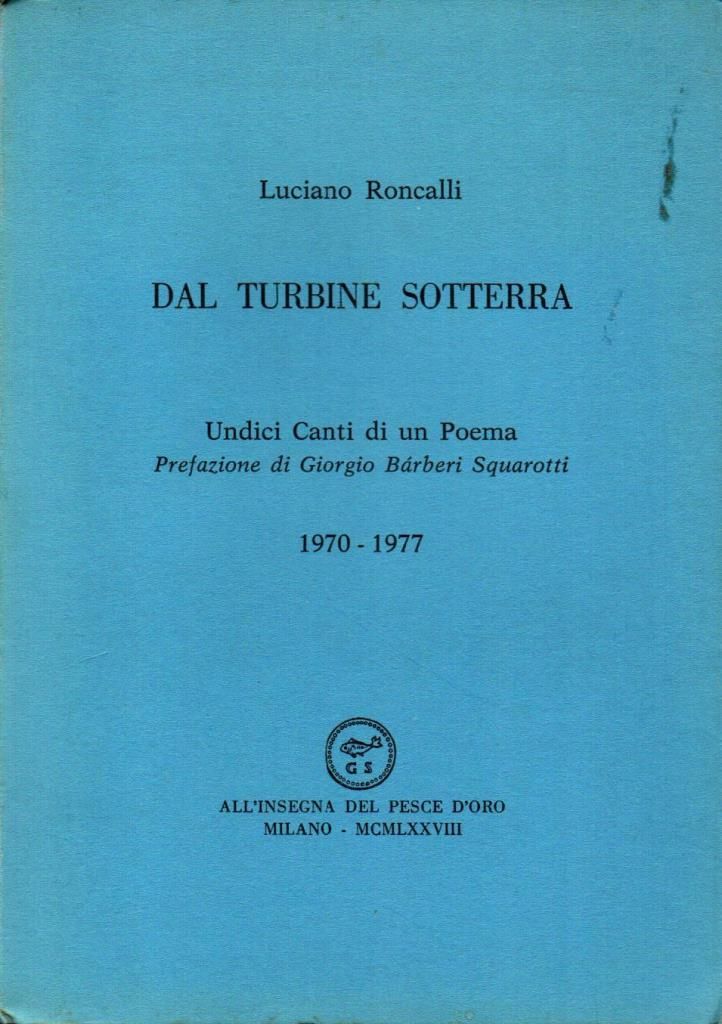 Luciano Roncalli
DAL TURBINE SOTTERRA
Undici Canti di un Poema
Prefazione di Giorgio Bárberi Squarotti
1970 - 1977
G S
ALL'INSEGNA DEL PESCE D'ORO
MILANO - MCMLXXVIII